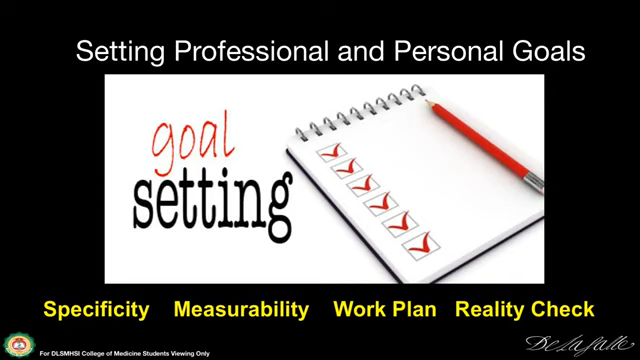 Setting Professional and Personal Goals
goal
setting
Specificity Measurability Work Plan Reality Check
For DLSMHSI College of Medicine Students Viewing Only
De La Salle